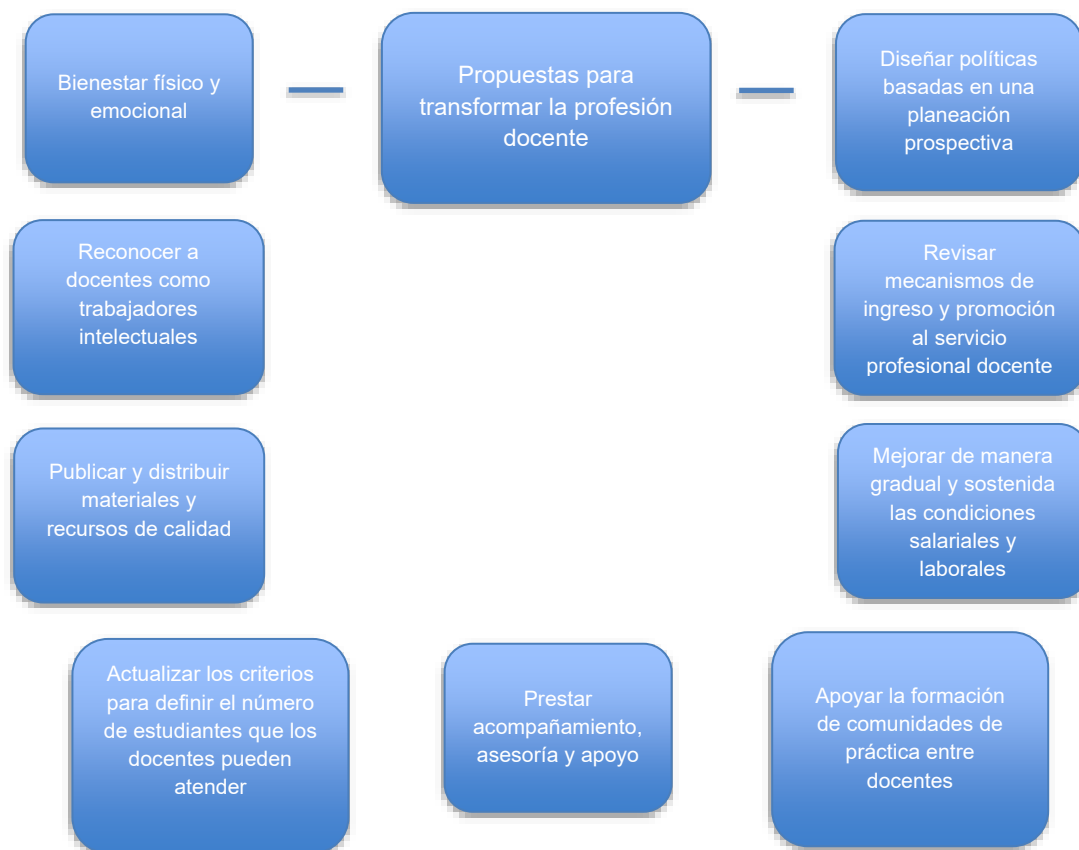 Bienestar físico y
emocional
Propuestas para
transformar la profesión
docente
Diseñar políticas
basadas en una
planeación
prospectiva
Reconocer a
docentes como
trabajadores
intelectuales
Revisar
mecanismos de
ingreso y promoción
al servicio
profesional docente
Publicar y distribuir
materiales y
recursos de calidad
Mejorar de manera
gradual y sostenida
las condiciones
salariales y
laborales
Actualizar los criterios
para definir el número
de estudiantes que los
docentes pueden
atender
Prestar
acompañamiento,
asesoría y apoyo
Apoyar la formación
de comunidades de
práctica entre
docentes